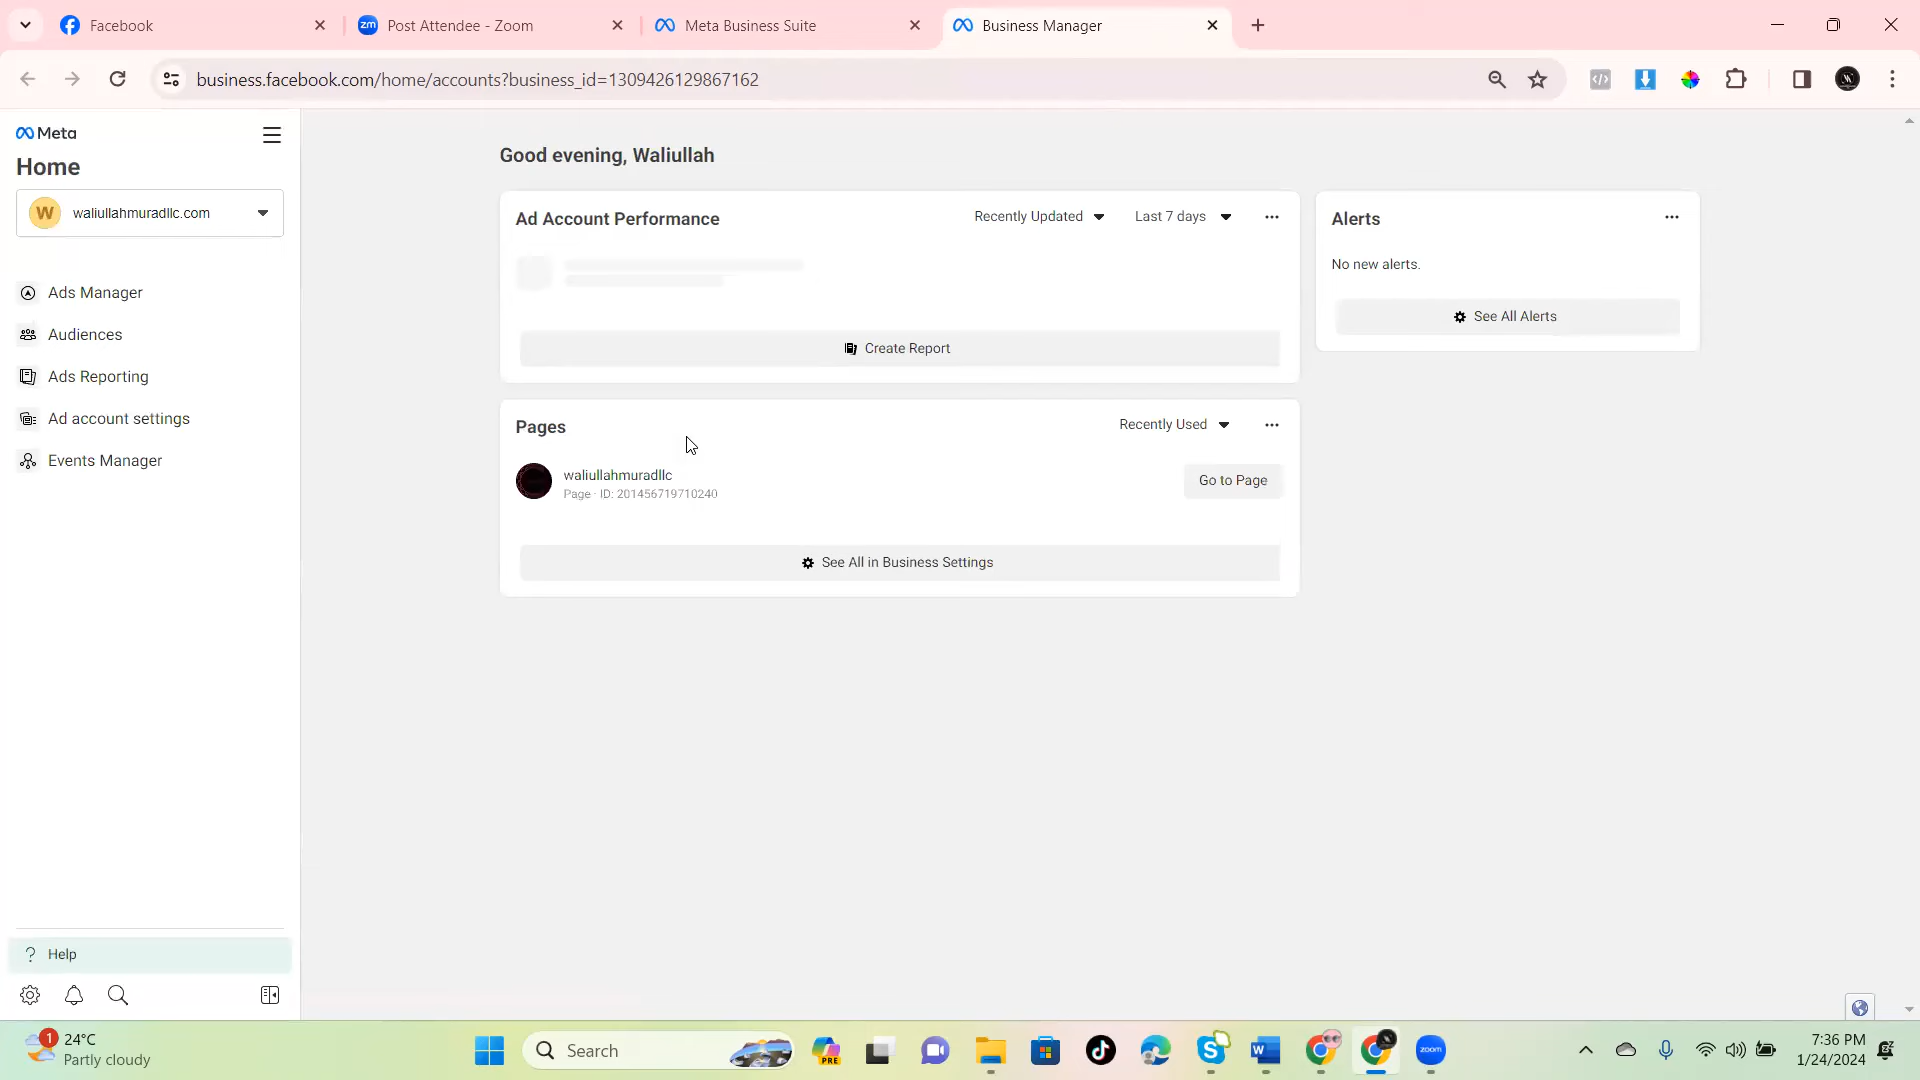 Facebook
Post Attendee - Zoom
Meta Business Suite
Business Manager
business.facebook.com/home/accounts?business_id=1309426129867162
Meta
Home
W waliullahmuradllc.com
Ads Manager
Audiences
Ads Reporting
Ad account settings
Events Manager
? Help
Good evening, Waliullah
Ad Account Performance
Recently Updated
Last 7 days
Create Report
Pages
Recently Used
waliullahmuradllc
Page · ID: 201456719710240
Go to Page
See All in Business Settings
Alerts
No new alerts.
See All Alerts
1
24°C
Partly cloudy
Search
PRE
zoom
7:36 PM
1/24/2024